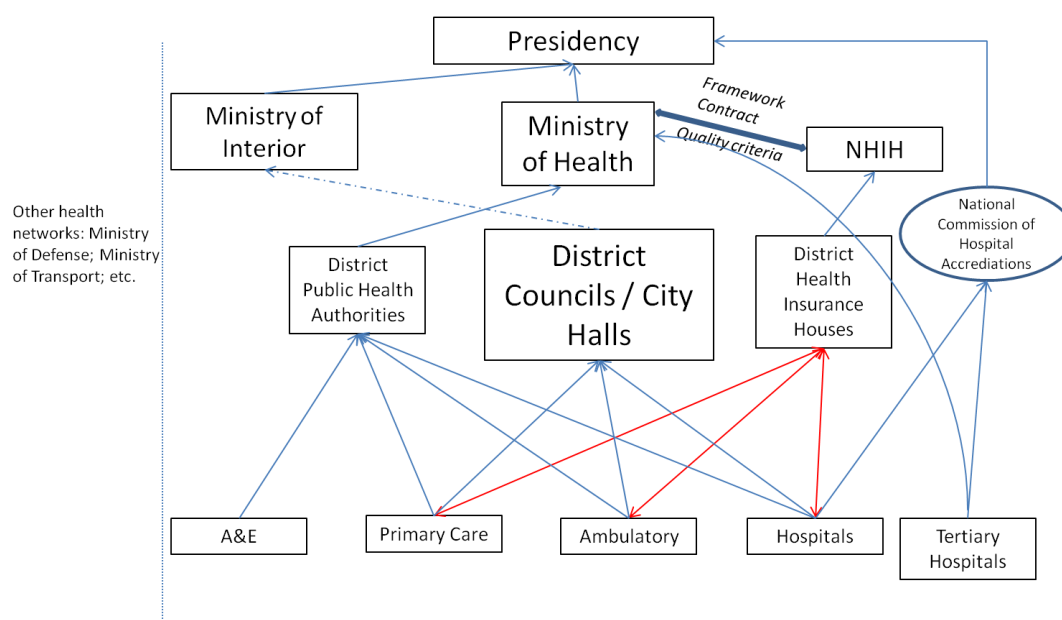 Presidency
Ministry of
Interior
Ministry
of Health
Framework
Contract
Quality criteria
NHIH
National
Commission of
Hospital
Accrediations
Other health
networks: Ministry
of Defense; Ministry
of Transport; etc.
District
Public Health
Authorities
District
Councils / City
Halls
District
Health
Insurance
Houses
A&E
Primary Care
Ambulatory
Hospitals
Tertiary
Hospitals